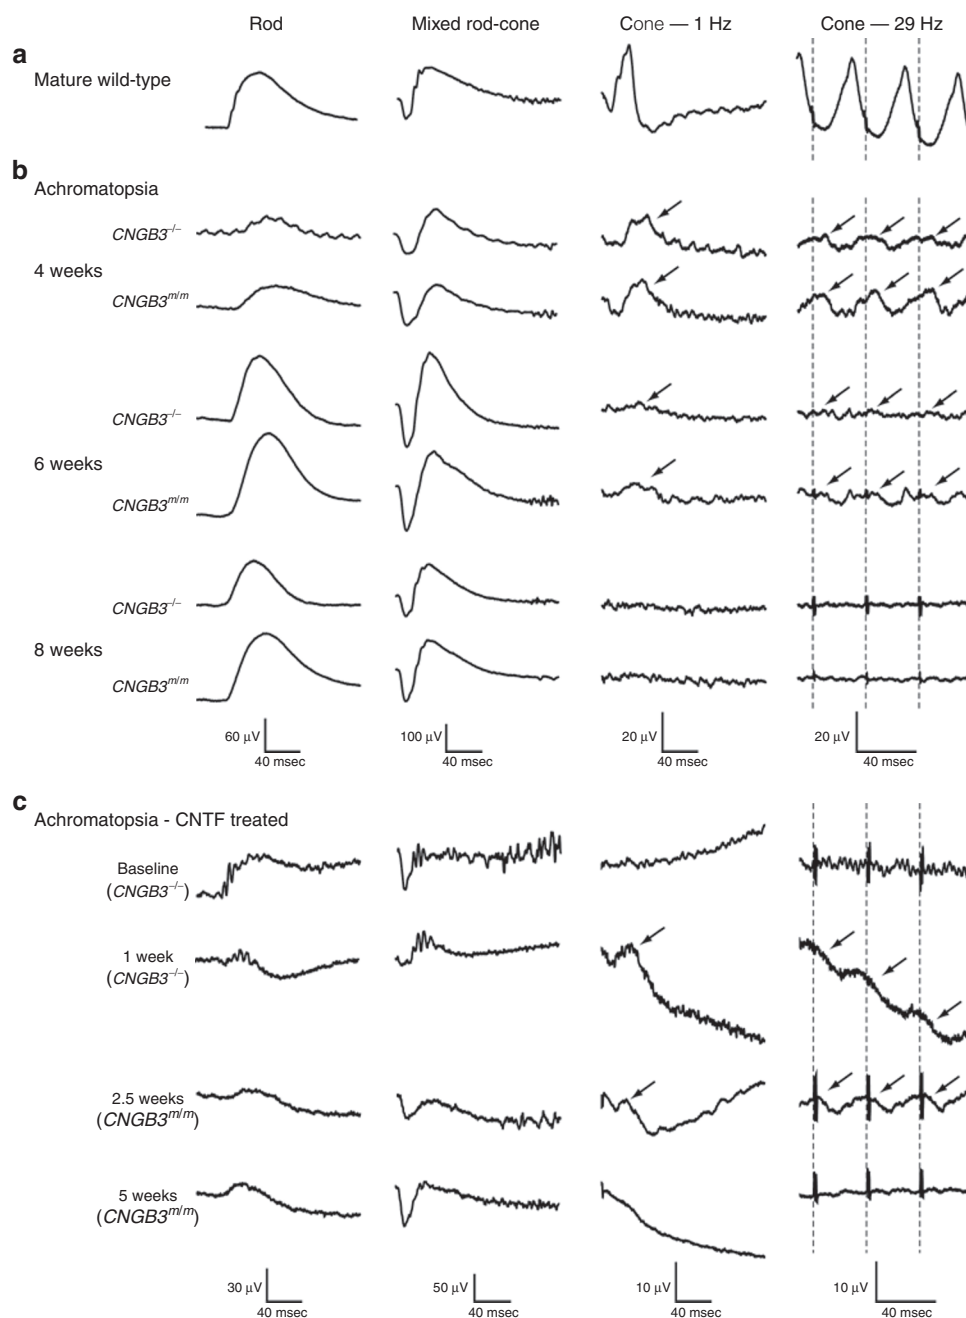 Rod Mixed rod-cone Cone — 1 Hz Cone — 29 Hz
a
Mature wild-type
b
Achromatopsia
CNGB3–/–
4 weeks
CNGB3m/m
CNGB3–/–
6 weeks
CNGB3m/m
CNGB3–/–
8 weeks
CNGB3m/m
60 µV 100 µV 20 µV 20 µV
40 msec 40 msec 40 msec 40 msec
c
Achromatopsia - CNTF treated
Baseline
(CNGB3–/–)
1 week
(CNGB3–/–)
2.5 weeks
(CNGB3m/m)
5 weeks
(CNGB3m/m)
30 µV 50 µV 10 µV 10 µV
40 msec 40 msec 40 msec 40 msec